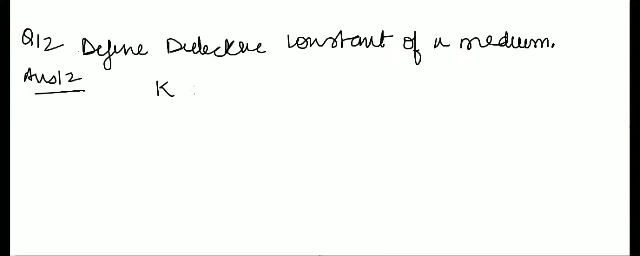 Q12 Define Dielectric constant of a medium.
Ans12
K